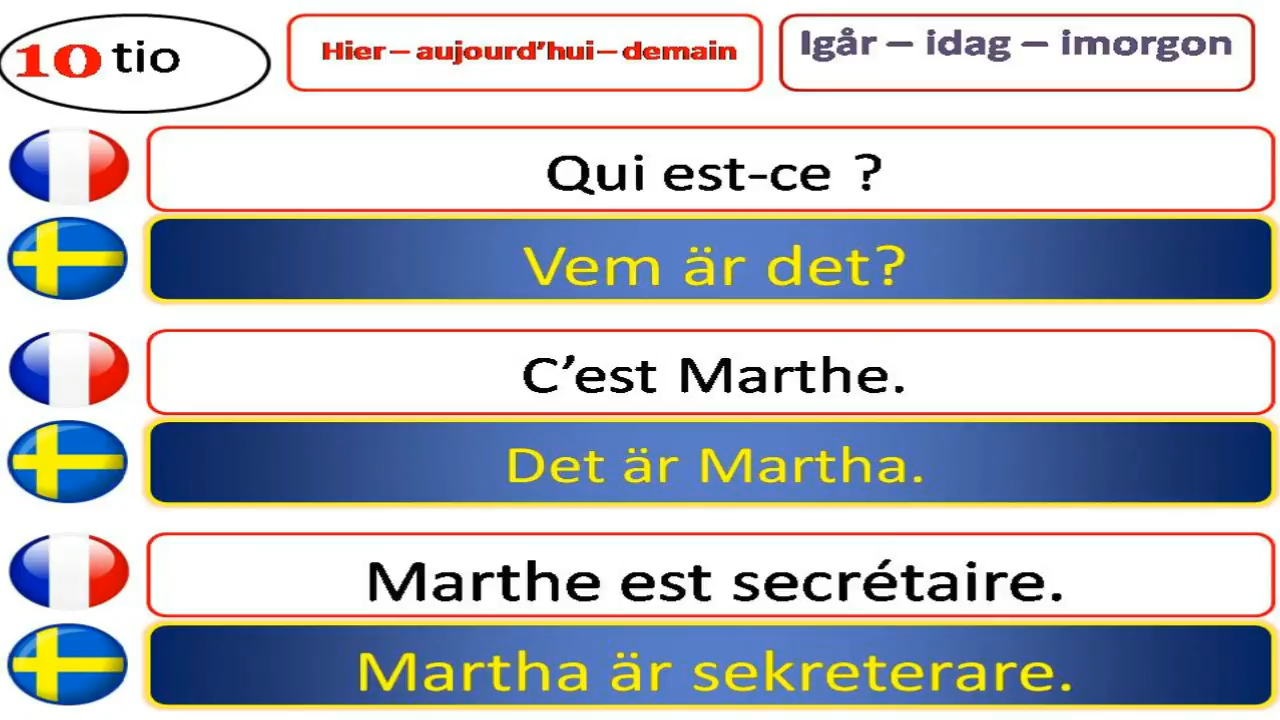 10 tio
Hier – aujourd’hui – demain
Igår – idag – imorgon
Qui est-ce ?
Vem är det?
C’est Marthe.
Det är Martha.
Marthe est secrétaire.
Martha är sekreterare.